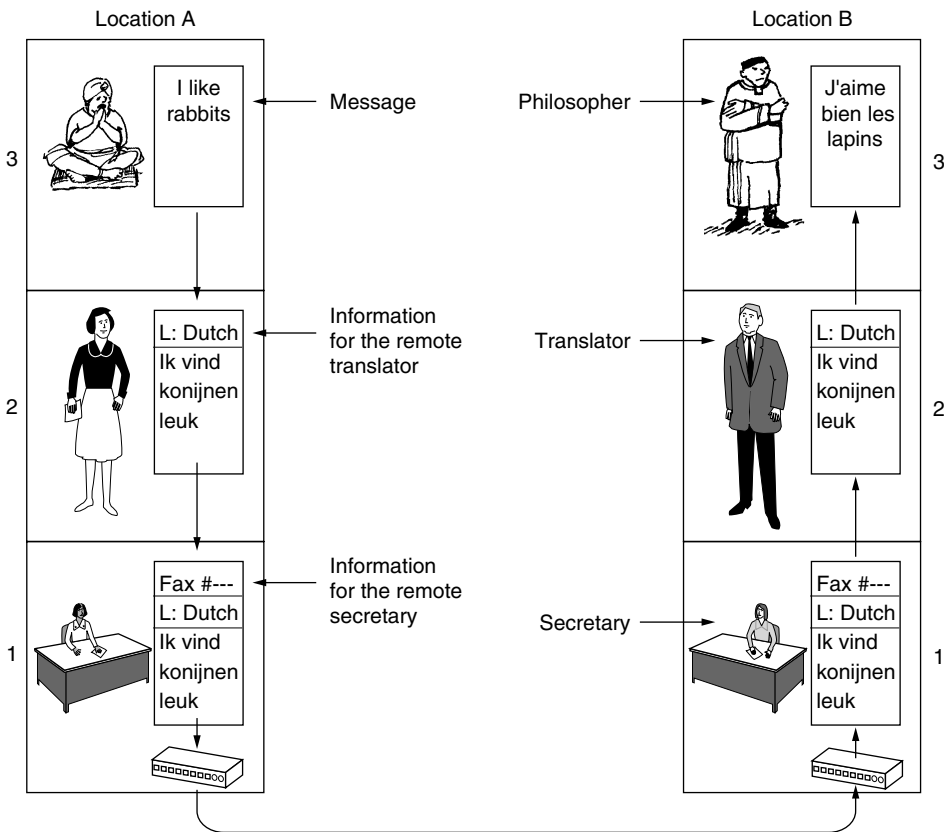 Location A
Location B
3
I like
rabbits
Message
Philosopher
J'aime
bien les
lapins
3
2
L: Dutch
Ik vind
konijnen
leuk
Information
for the remote
translator
Translator
L: Dutch
Ik vind
konijnen
leuk
2
1
Fax #---
L: Dutch
Ik vind
konijnen
leuk
Information
for the remote
secretary
Secretary
Fax #---
L: Dutch
Ik vind
konijnen
leuk
1